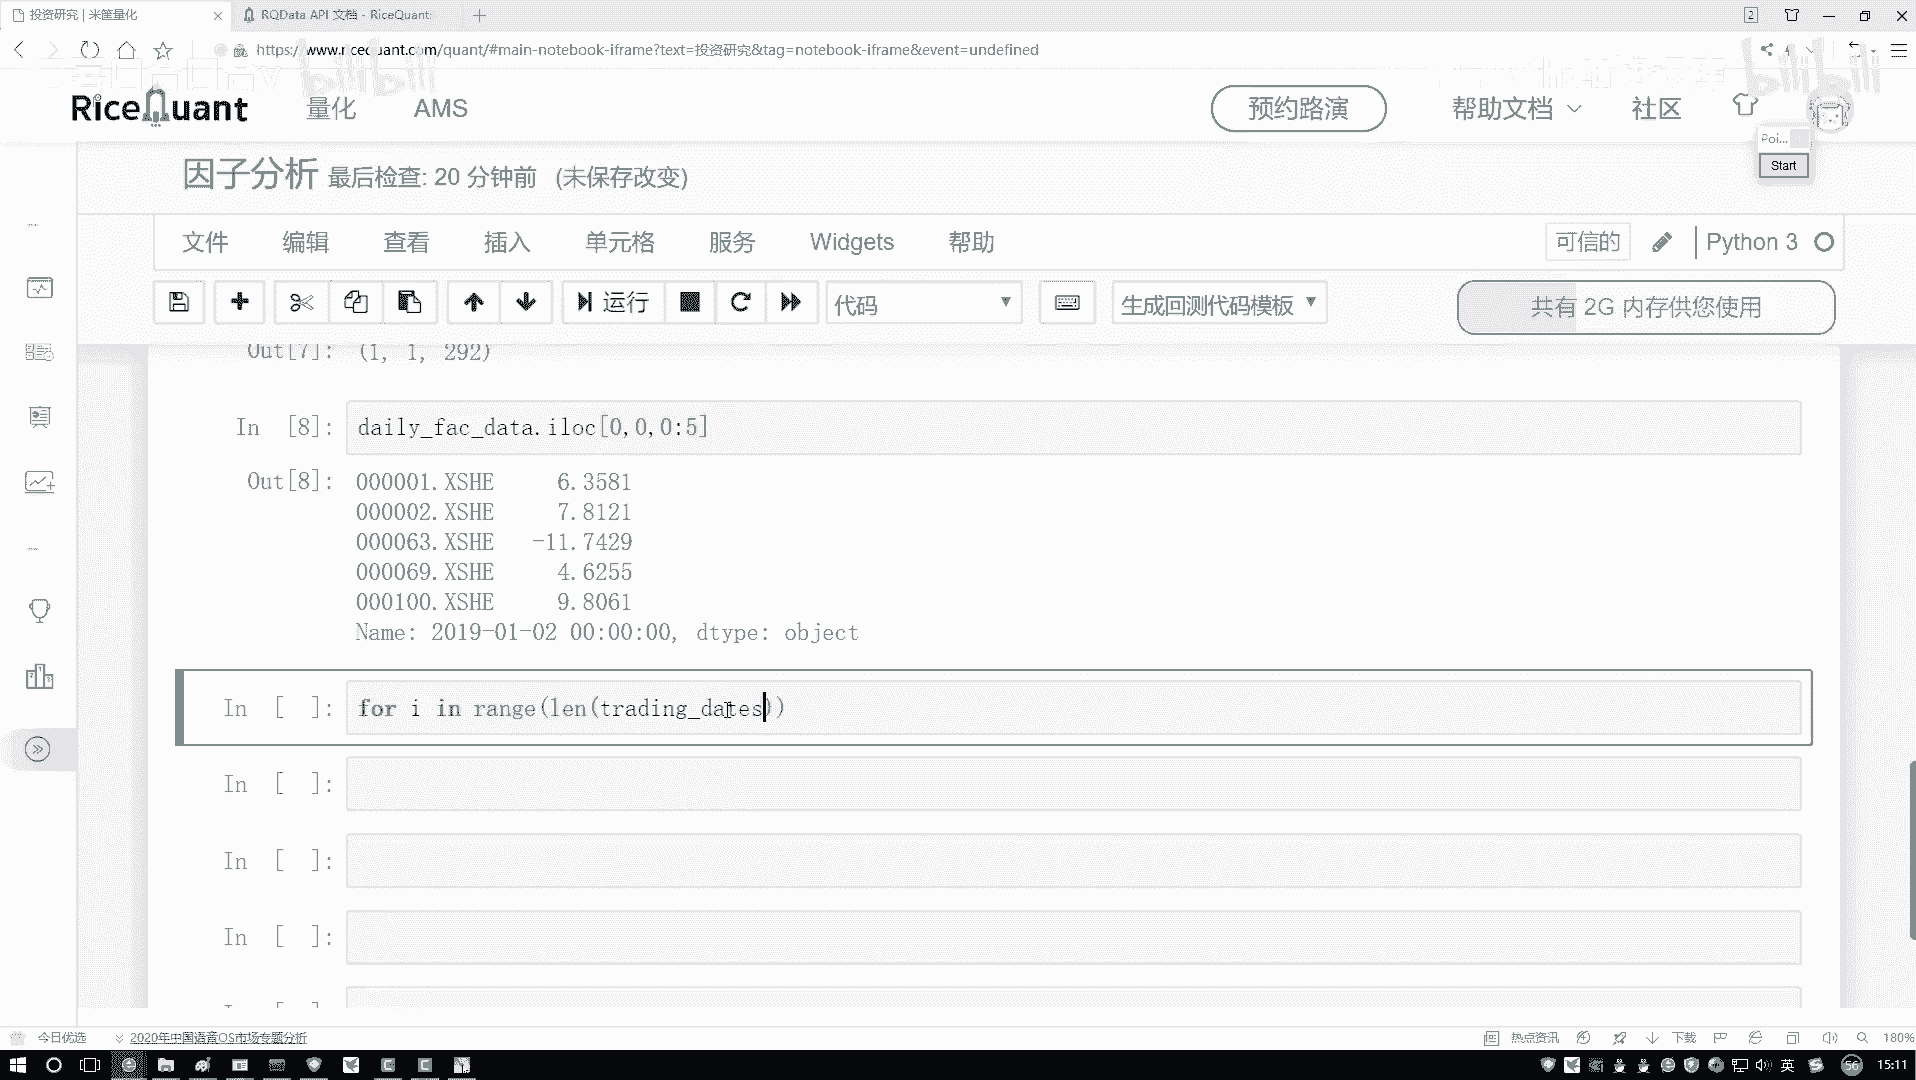 投资研究 | 米筐量化
RQData API 文档 - RiceQuant
2
https://www.ricequant.com/quant/#main-notebook-iframe?text=投资研究&tag=notebook-iframe&event=undefined
bilibili
bilibili
RiceQuant 量化 AMS 预约路演 帮助文档 社区
Poi...
Start
因子分析 最后检查: 20 分钟前 (未保存改变)
文件 编辑 查看 插入 单元格 服务 Widgets 帮助 可信的 Python 3
运行 代码 生成回测代码模板 共有 2G 内存供您使用
Out[7]: (1, 1, 292)
In [8]: daily_fac_data.iloc[0,0,0:5]
Out[8]: 000001.XSHE 6.3581
000002.XSHE 7.8121
000063.XSHE -11.7429
000069.XSHE 4.6255
000100.XSHE 9.8061
Name: 2019-01-02 00:00:00, dtype: object
In [ ]: for i in range(len(trading_dates))
In [ ]:
In [ ]:
In [ ]:
今日优选 2020年中国语音OS市场专题分析 热点资讯 下载 180%
英 56 15:11